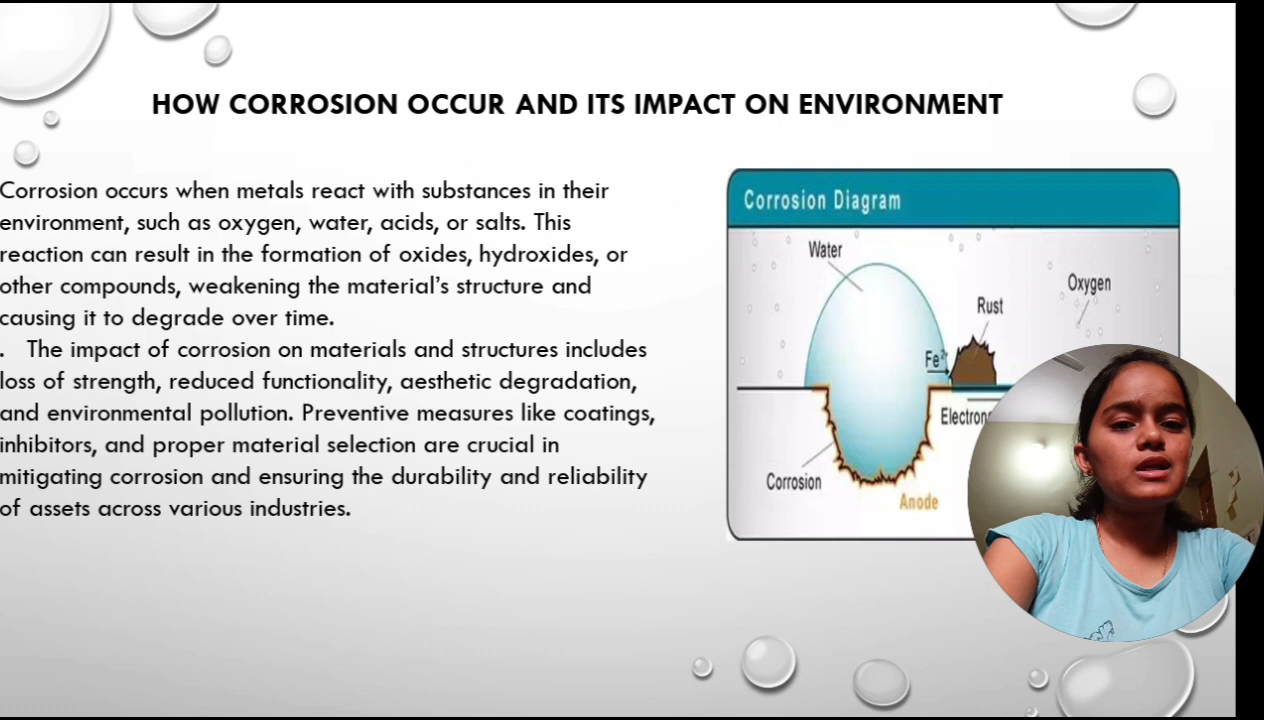 HOW CORROSION OCCUR AND ITS IMPACT ON ENVIRONMENT
Corrosion occurs when metals react with substances in their
environment, such as oxygen, water, acids, or salts. This
reaction can result in the formation of oxides, hydroxides, or
other compounds, weakening the material's structure and
causing it to degrade over time.
. The impact of corrosion on materials and structures includes
loss of strength, reduced functionality, aesthetic degradation,
and environmental pollution. Preventive measures like coatings,
inhibitors, and proper material selection are crucial in
mitigating corrosion and ensuring the durability and reliability
of assets across various industries.
Corrosion Diagram
Water
Oxygen
Rust
Fe²⁺
Electrons
Corrosion
Anode